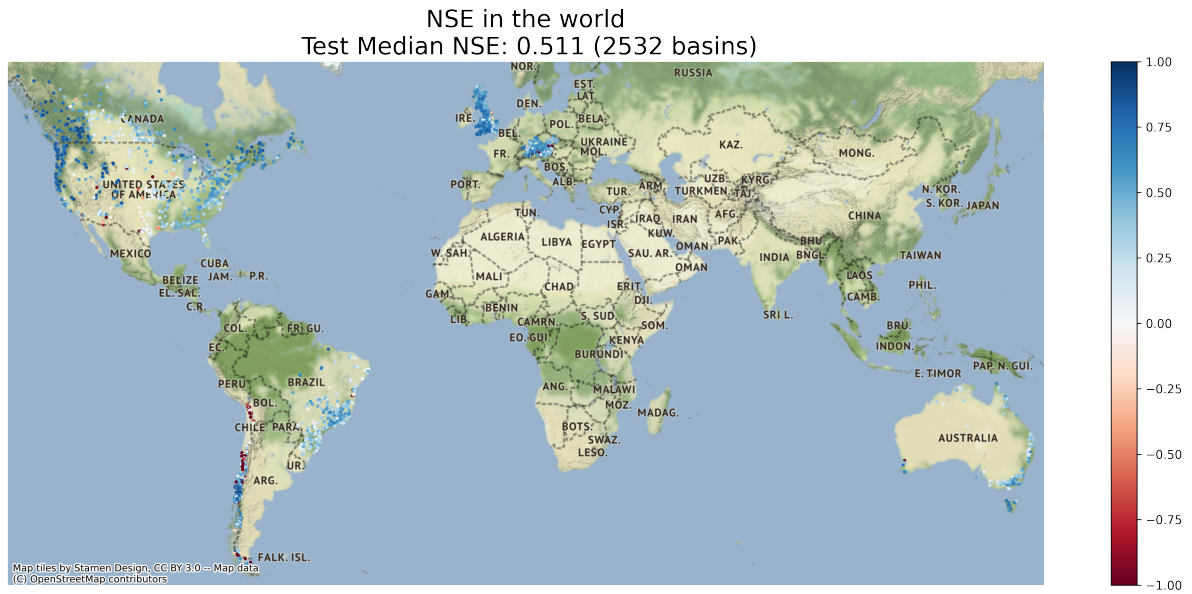 NSE in the world
Test Median NSE: 0.511 (2532 basins)
NOR.
RUSSIA
EST.
LAT.
DEN.
CANADA
IRE.
POL.
BELA
BEL.
UKRAINE
KAZ.
FR.
MOL.
MONG.
BOS
UZB.
KYRG.
UNITED STATES
OF AMERICA
PORT.
ALB.
TUR.
ARM.
TURKMEN.
TAJ.
N. KOR.
S. KOR.
JAPAN
TUN.
CYP.
ISR.
IRAQ
IRAN
AFG.
CHINA
KUW.
ALGERIA
LIBYA
EGYPT
OMAN
PAK.
BHU.
MEXICO
W. SAH.
SAU. AR.
INDIA
BNGL.
TAIWAN
CUBA
JAM.
P.R.
MALI
OMAN
LAOS
BELIZE
EL. SAL.
CHAD
ERIT.
DJI.
CAMB.
PHIL.
GAM.
C.R.
BENIN
S. SUD.
SRI L.
LIB.
CAMRN.
SOM.
COL.
FR. GU.
EO. GUI.
KENYA
BRU.
EC.
BURUNDI
INDON.
PERU
BRAZIL
ANG.
MALAWI
E. TIMOR
PAP. N. GUI.
BOL.
MOZ.
MADAG.
CHILE
PARA.
BOTS.
SWAZ.
LESO.
AUSTRALIA
UR.
ARG.
FALK. ISL.
Map tiles by Stamen Design, CC BY 3.0 -- Map data
(C) OpenStreetMap contributors
1.00
0.75
0.50
0.25
0.00
−0.25
−0.50
−0.75
−1.00